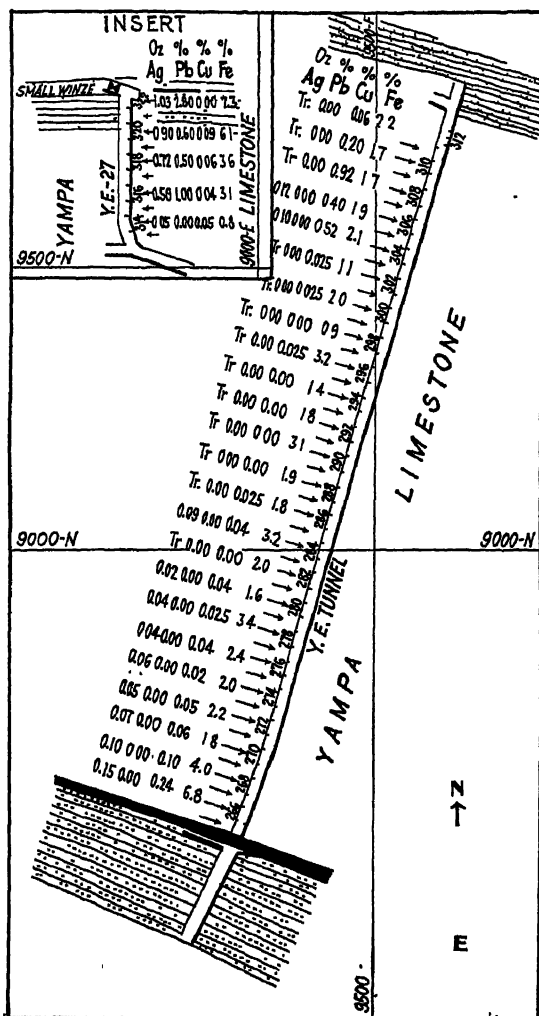 INSERT
Oz % % %
Ag Pb Cu Fe
SMALL WINZE
1.03 2.80 0.00 2.3
0.90 0.60 0.09 6.1
0.72 0.50 0.06 3.6
0.50 1.00 0.04 3.1
0.05 0.00 0.05 0.8
320
318
316
314
Y.E.-27
YAMPA
LIMESTONE
9000-E
9500-N
9500-E
Oz % % %
Ag Pb Cu Fe
Tr. 0.00 0.06 2.2
Tr. 0.00 0.20 1.7
Tr 0.00 0.92 1.7
0.12 0.00 0.40 1.9
0.10 0.00 0.52 2.1
Tr 0.00 0.025 1.1
Tr. 0.00 0.025 2.0
Tr. 0.00 0.00 0.9
Tr 0.00 0.025 3.2
Tr 0.00 0.00 1.4
Tr 0.00 0.00 1.8
Tr 0.00 0.00 3.1
Tr 0.00 0.00 1.9
Tr. 0.00 0.025 1.8
0.09 0.00 0.04 3.2
Tr 0.00 0.00 2.0
0.02 0.00 0.04 1.6
0.04 0.00 0.025 3.4
0.04 0.00 0.04 2.4
0.06 0.00 0.02 2.0
0.05 0.00 0.05 2.2
0.07 0.00 0.06 1.8
0.10 0.00 0.10 4.0
0.15 0.00 0.24 6.8
312
310
308
306
304
302
300
298
296
294
292
290
288
286
284
282
280
278
276
274
272
270
268
266
LIMESTONE
9000-N
9000-N
Y.E. TUNNEL
YAMPA
N
E
9500-